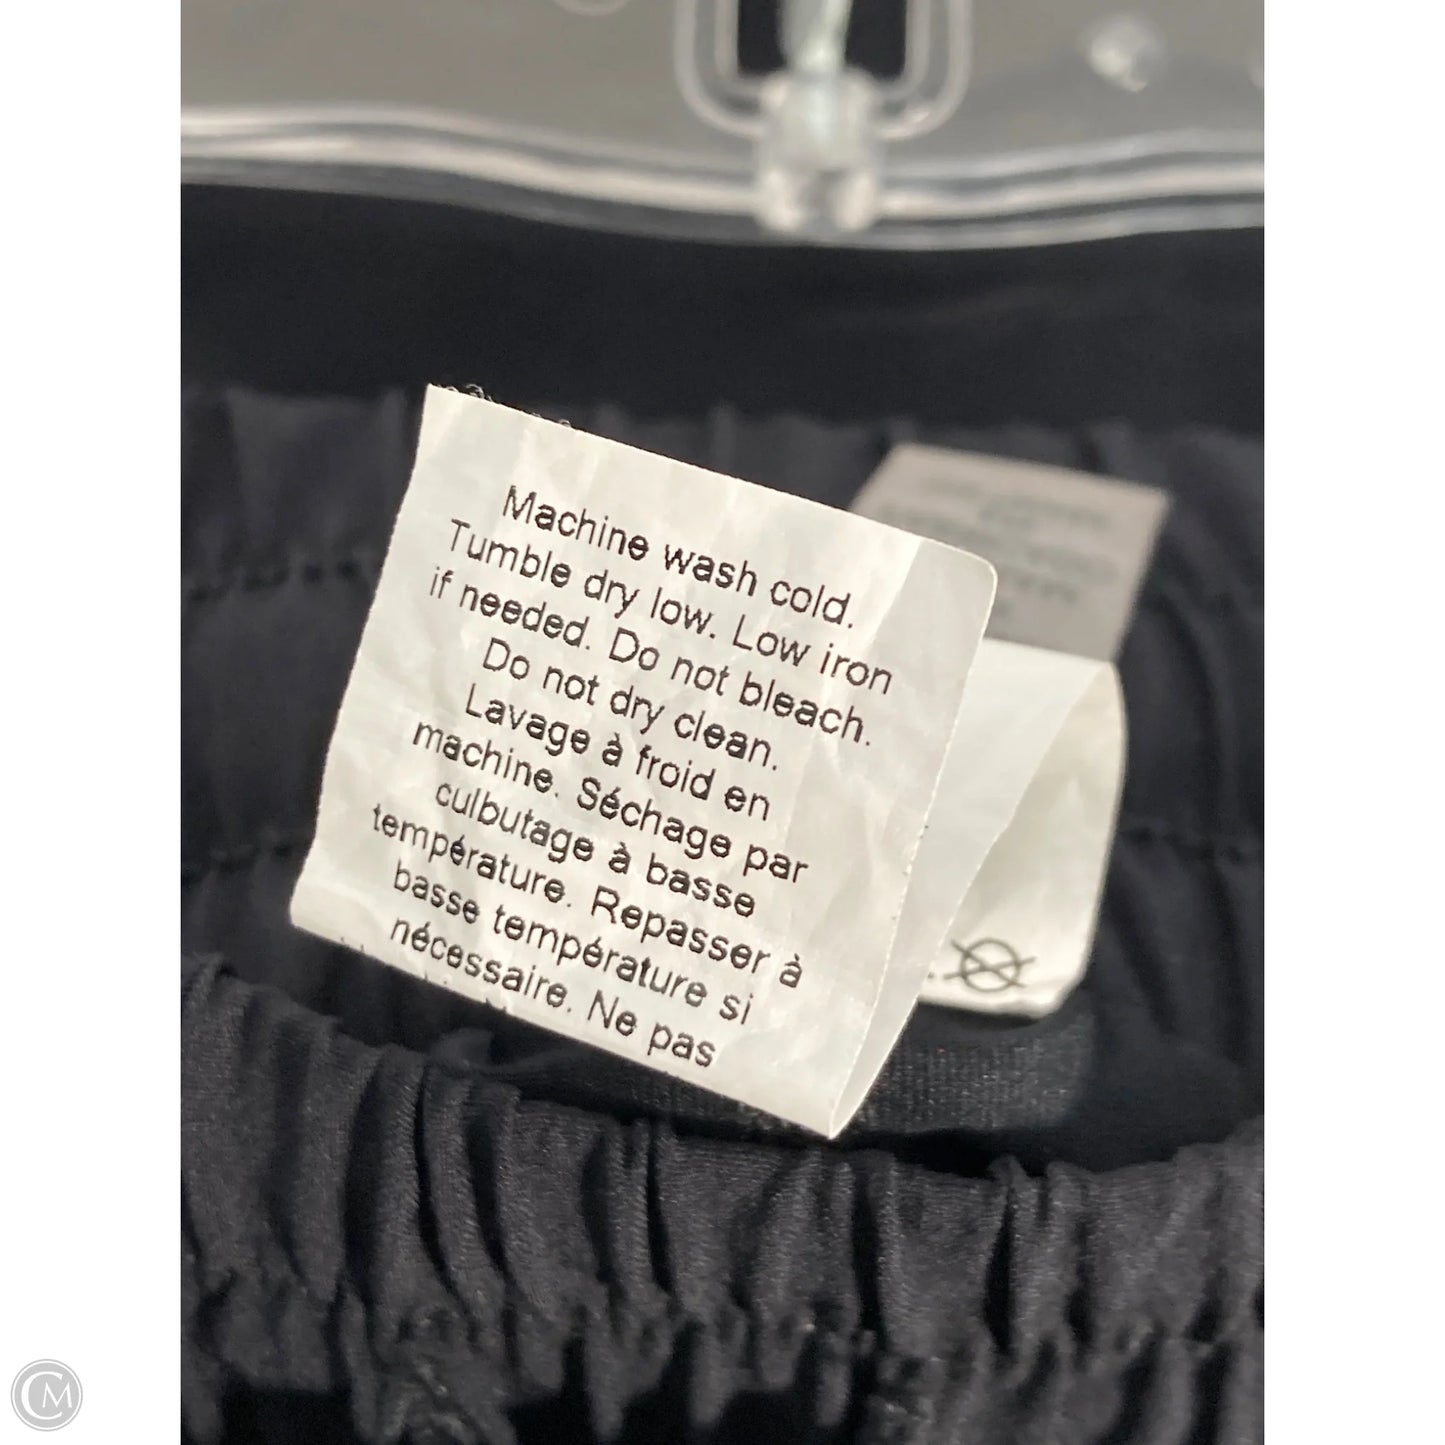 Machine wash cold.
Tumble dry low. Low iron
if needed. Do not bleach.
Do not dry clean.
Lavage à froid en
machine. Séchage par
culbutage à basse
température. Repasser à
basse température si
nécessaire. Ne pas
CM